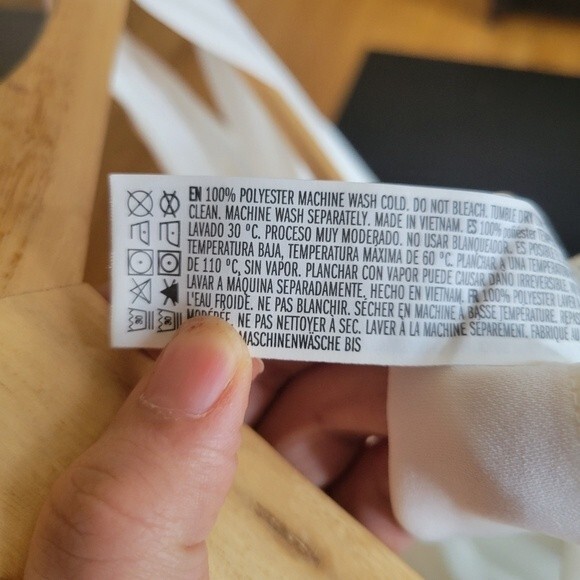 EN 100% POLYESTER MACHINE WASH COLD. DO NOT BLEACH. TUMBLE DRY
CLEAN. MACHINE WASH SEPARATELY. MADE IN VIETNAM. ES 100%
LAVADO 30 ºC. PROCESO MUY MODERADO. NO USAR BLANQUEADOR. ES
TEMPERATURA BAJA, TEMPERATURA MÁXIMA DE 60 ºC. PLANCHAR A UNA
DE 110 ºC, SIN VAPOR. PLANCHAR CON VAPOR PUEDE CAUSAR DAÑO IRREVERSIBLE.
LAVAR A MÁQUINA SEPARADAMENTE. HECHO EN VIETNAM. FR 100% POLYESTER
L'EAU FROIDE. NE PAS BLANCHIR. SÉCHER EN MACHINE À BASSE TEMPÉRATURE.
MODÉRÉE. NE PAS NETTOYER À SEC. LAVER À LA MACHINE SÉPARÉMENT. FABRIQUÉ
MASCHINENWÄSCHE BIS